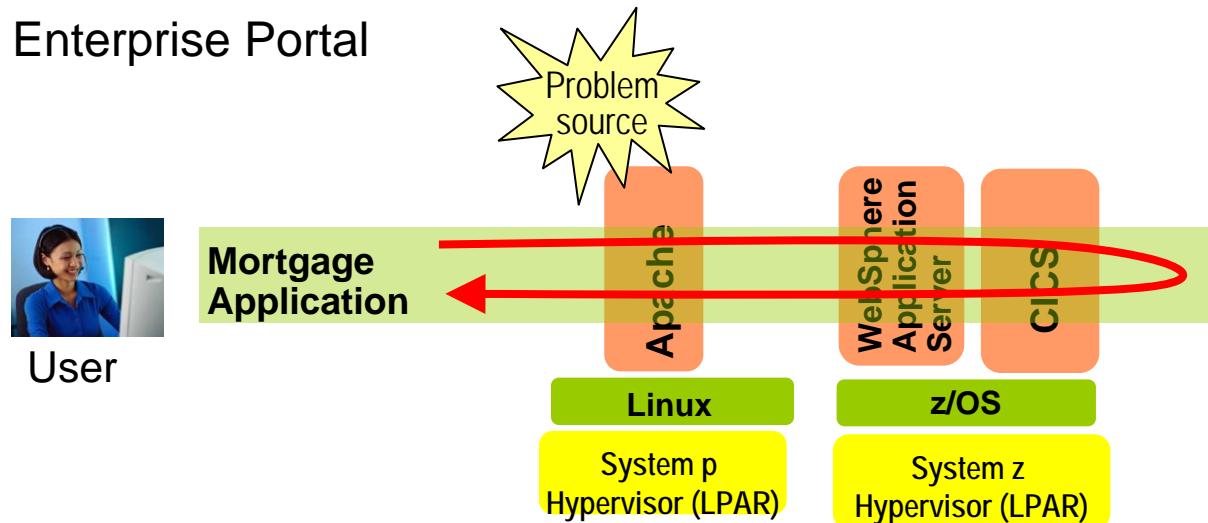 Enterprise Portal
Problem
source
Mortgage
Application
User
Apache
WebSphere
Application
Server
CICS
Linux
z/OS
System p
Hypervisor (LPAR)
System z
Hypervisor (LPAR)